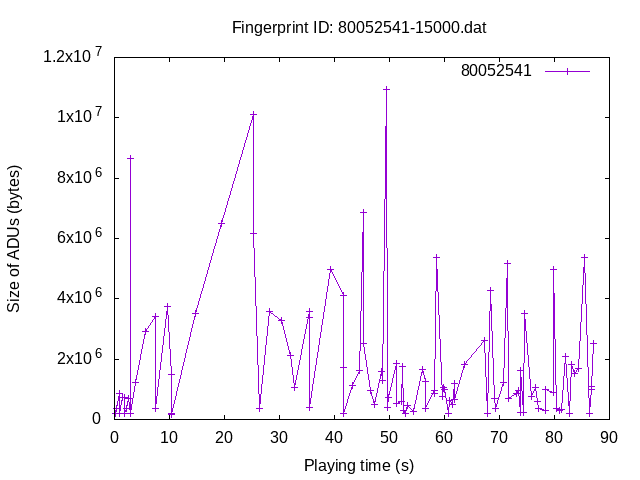 Fingerprint ID: 80052541-15000.dat
1.2x10^7
80052541
1x10^7
8x10^6
6x10^6
4x10^6
2x10^6
0
Size of ADUs (bytes)
0 10 20 30 40 50 60 70 80 90
Playing time (s)